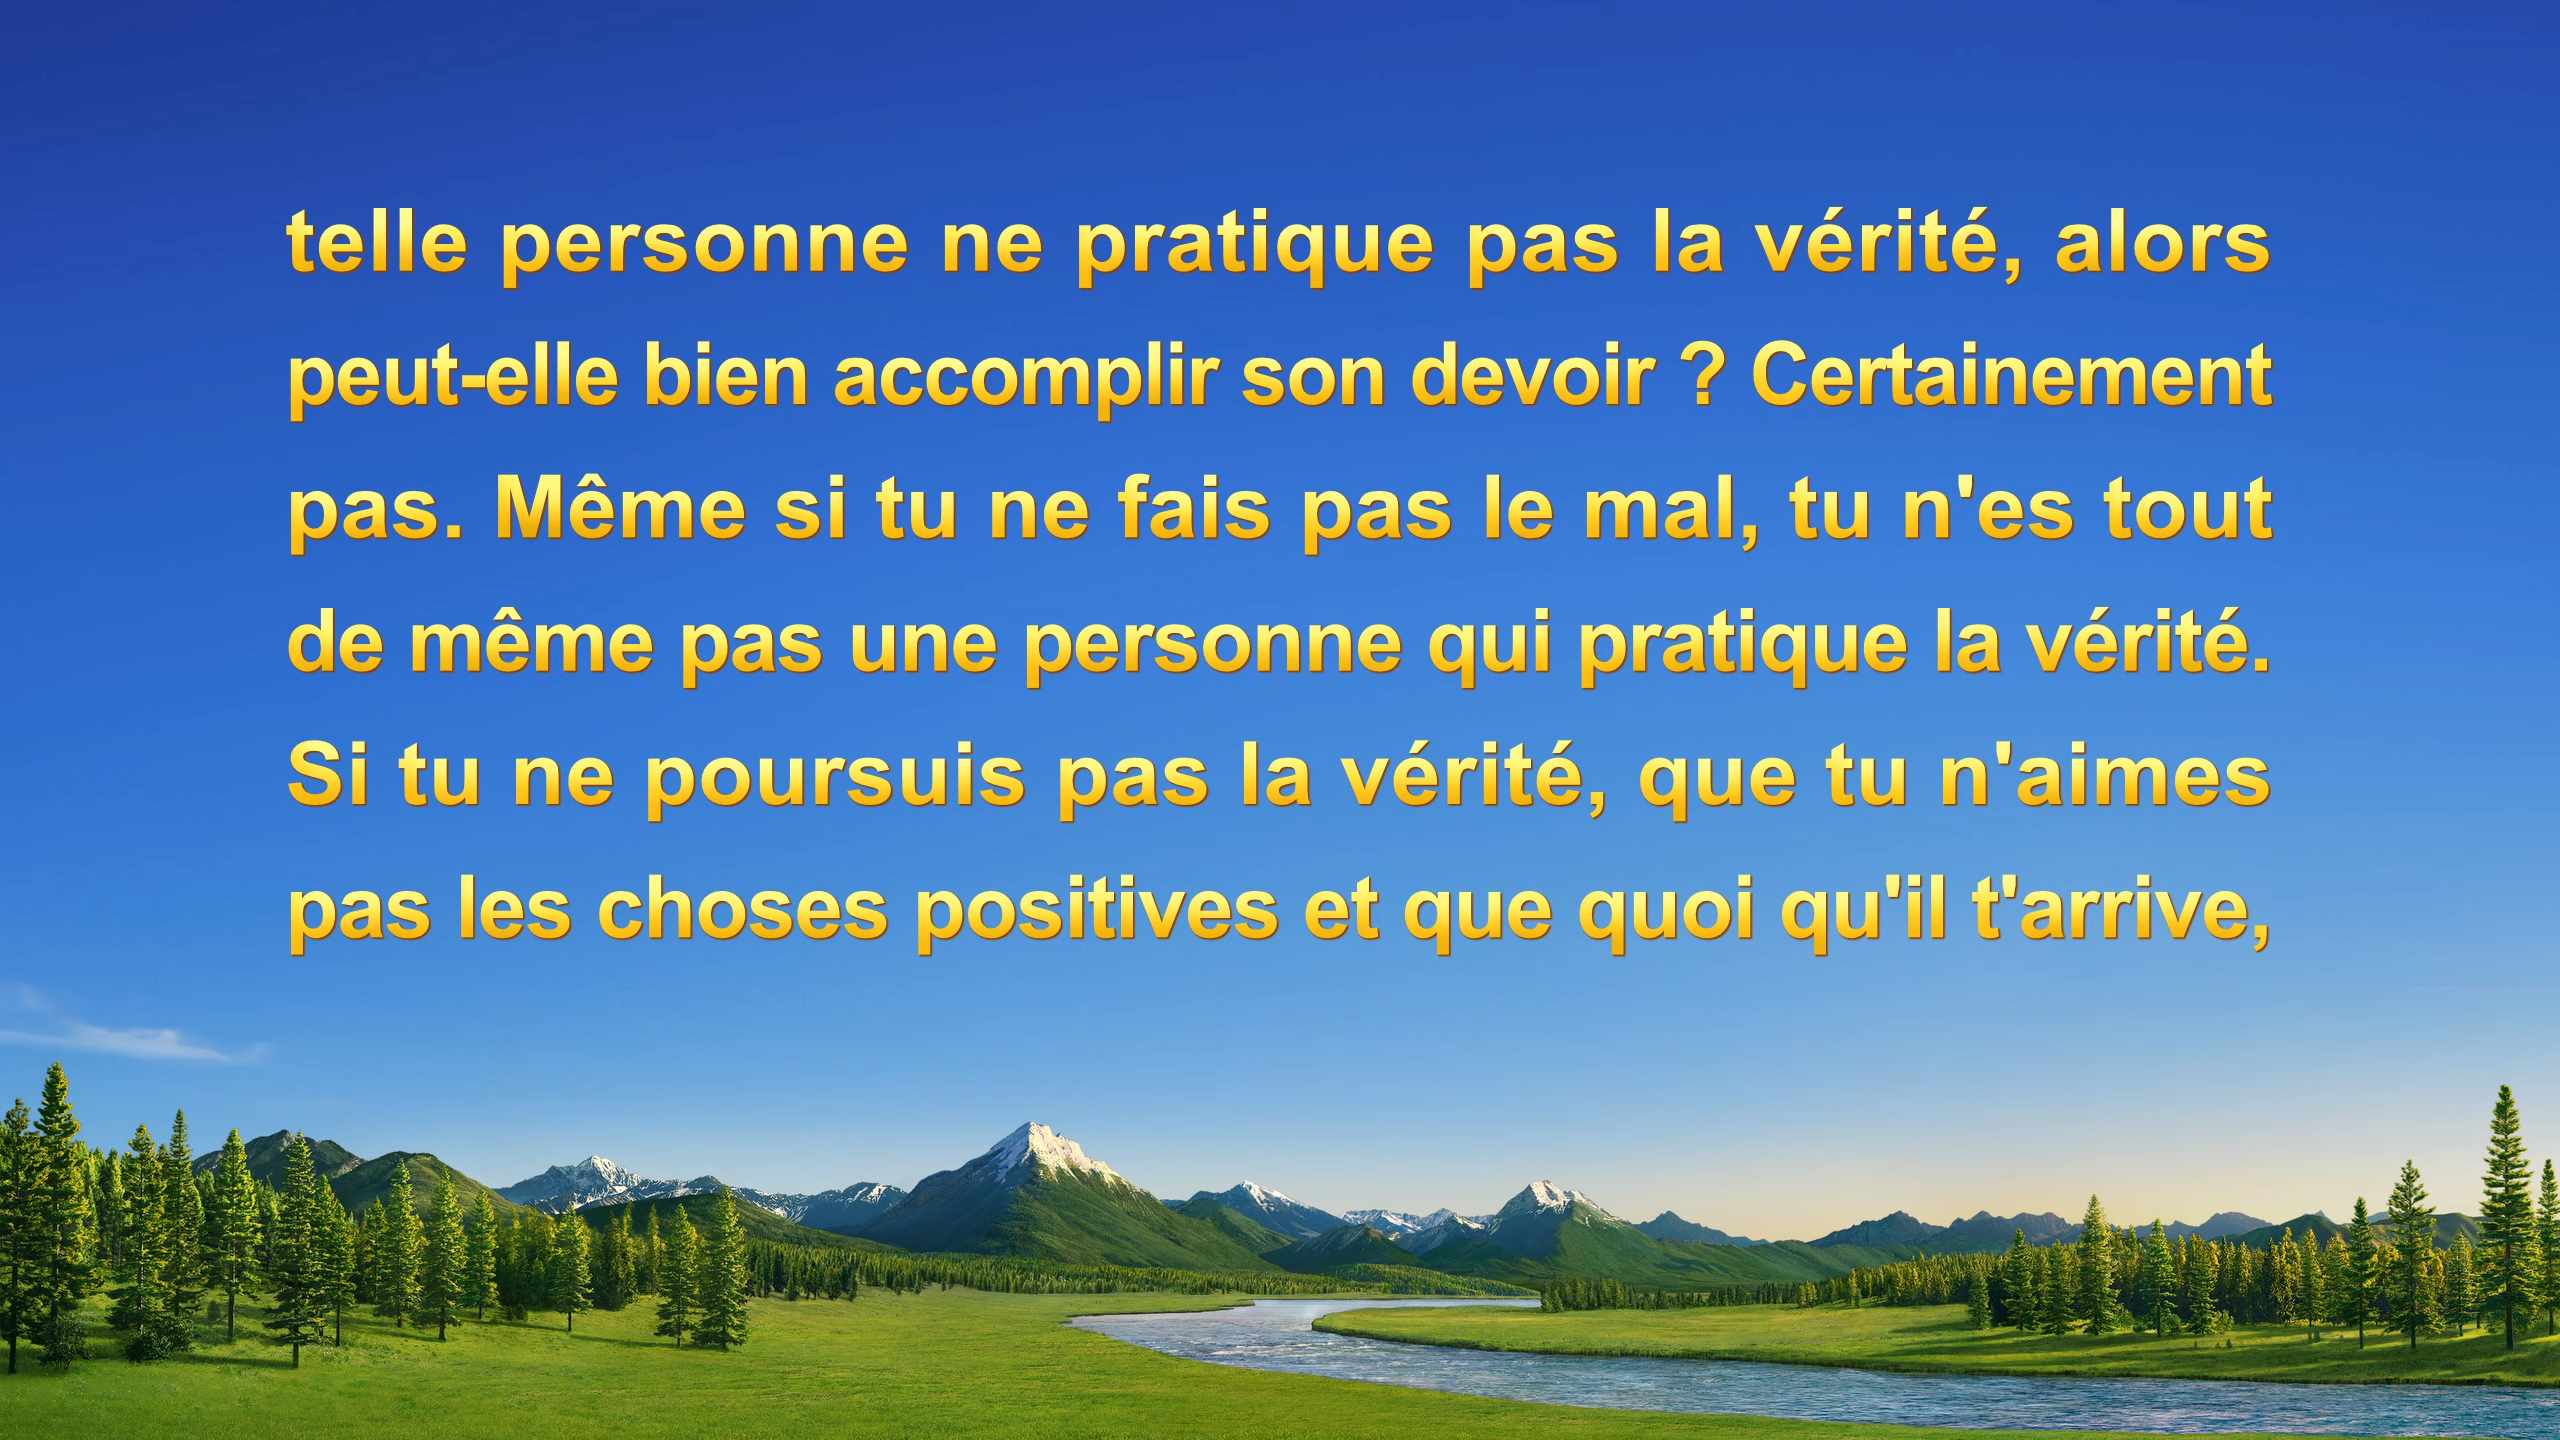 telle personne ne pratique pas la vérité, alors
peut-elle bien accomplir son devoir ? Certainement
pas. Même si tu ne fais pas le mal, tu n'es tout
de même pas une personne qui pratique la vérité.
Si tu ne poursuis pas la vérité, que tu n'aimes
pas les choses positives et que quoi qu'il t'arrive,